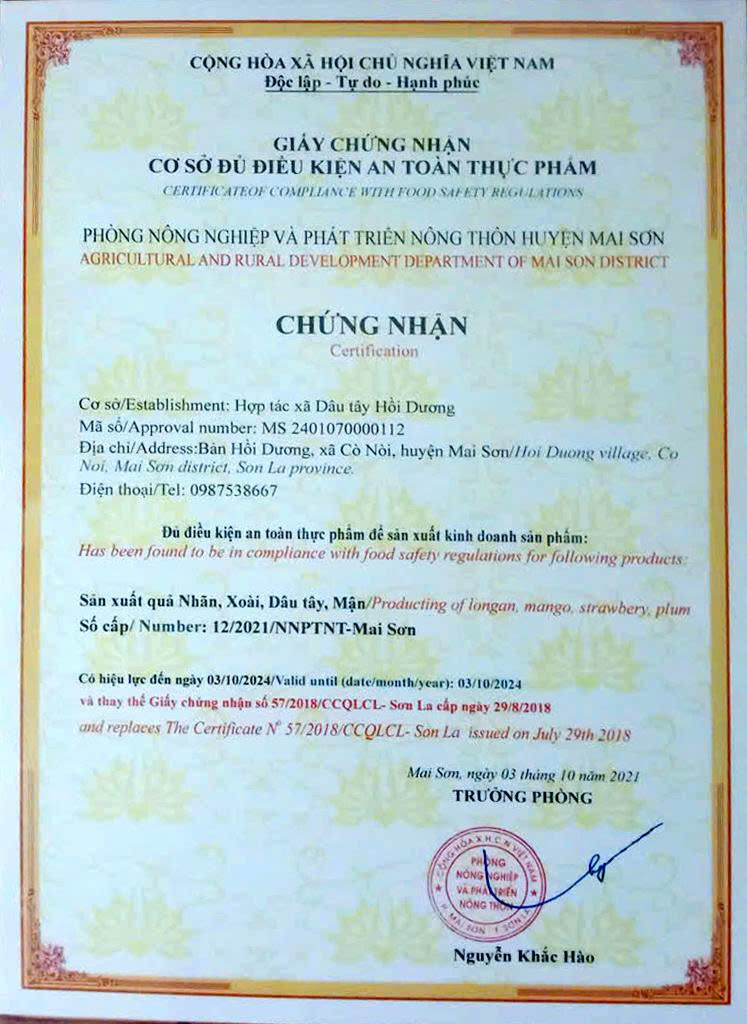 CỘNG HÒA XÃ HỘI CHỦ NGHĨA VIỆT NAM
Độc lập - Tự do - Hạnh phúc
GIẤY CHỨNG NHẬN
CƠ SỞ ĐỦ ĐIỀU KIỆN AN TOÀN THỰC PHẨM
CERTIFICATEOF COMPLIANCE WITH FOOD SAFETY REGULATIONS
PHÒNG NÔNG NGHIỆP VÀ PHÁT TRIỂN NÔNG THÔN HUYỆN MAI SƠN
AGRICULTURAL AND RURAL DEVELOPMENT DEPARTMENT OF MAI SON DISTRICT
CHỨNG NHẬN
Certification
Cơ sở/Establishment: Hợp tác xã Dâu tây Hồi Dương
Mã số/Approval number: MS 2401070000112
Địa chỉ/Address:Bản Hồi Dương, xã Cò Nòi, huyện Mai Sơn/Hoi Duong village, Co
Noi, Mai Sơn district, Son La province.
Điện thoại/Tel: 0987538667
Đủ điều kiện an toàn thực phẩm để sản xuất kinh doanh sản phẩm:
Has been found to be in compliance with food safety regulations for following products:
Sản xuất quả Nhãn, Xoài, Dâu tây, Mận/Producting of longan, mango, strawbery, plum
Số cấp/ Number: 12/2021/NNPTNT-Mai Sơn
Có hiệu lực đến ngày 03/10/2024/Valid until (date/month/year): 03/10/2024
và thay thế Giấy chứng nhận số 57/2018/CCQLCL- Sơn La cấp ngày 29/8/2018
and replaces The Certificate N° 57/2018/CCQLCL- Son La issued on July 29th 2018
Mai Sơn, ngày 03 tháng 10 năm 2021
TRƯỞNG PHÒNG
CỘNG HÒA X.H.C.N VIỆT NAM
PHÒNG
NÔNG NGHIỆP
VÀ PHÁT TRIỂN
NÔNG THÔN
H. MAI SƠN - T. SƠN LA
Nguyễn Khắc Hào